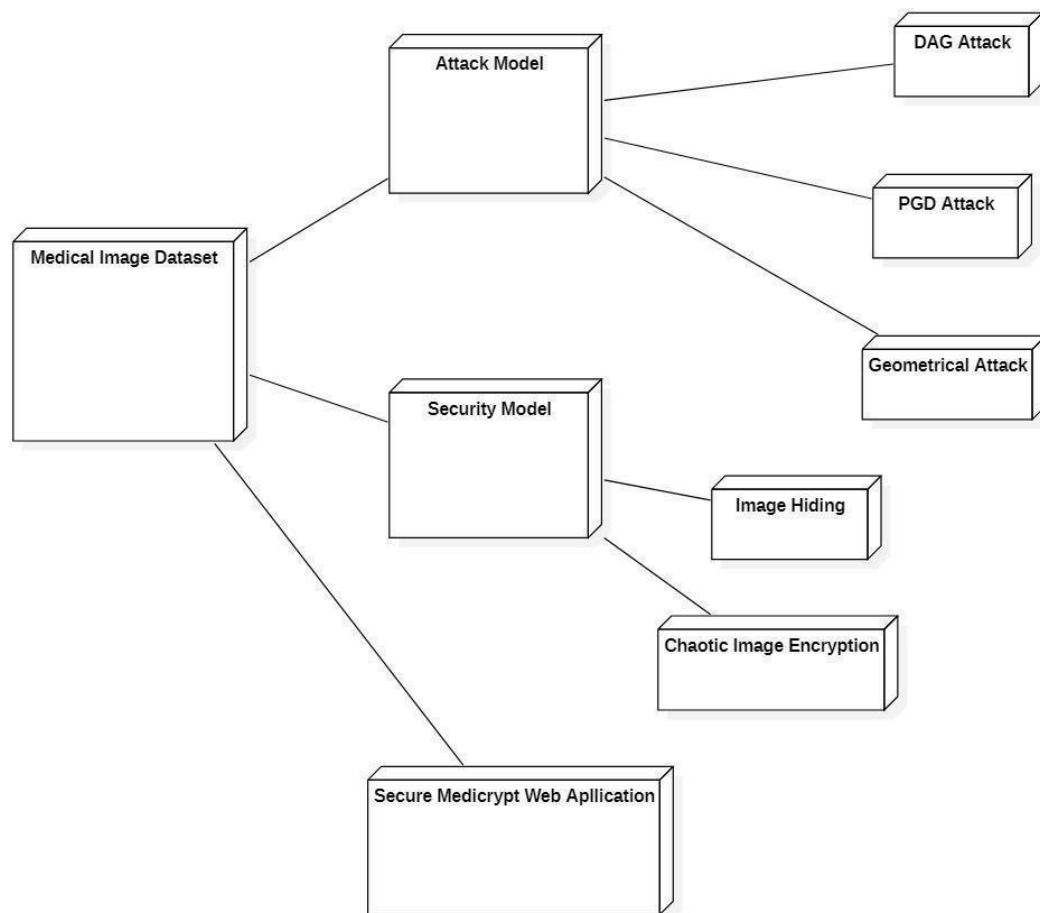 DAG Attack
Attack Model
PGD Attack
Medical Image Dataset
Geometrical Attack
Security Model
Image Hiding
Chaotic Image Encryption
Secure Medicrypt Web Apllication